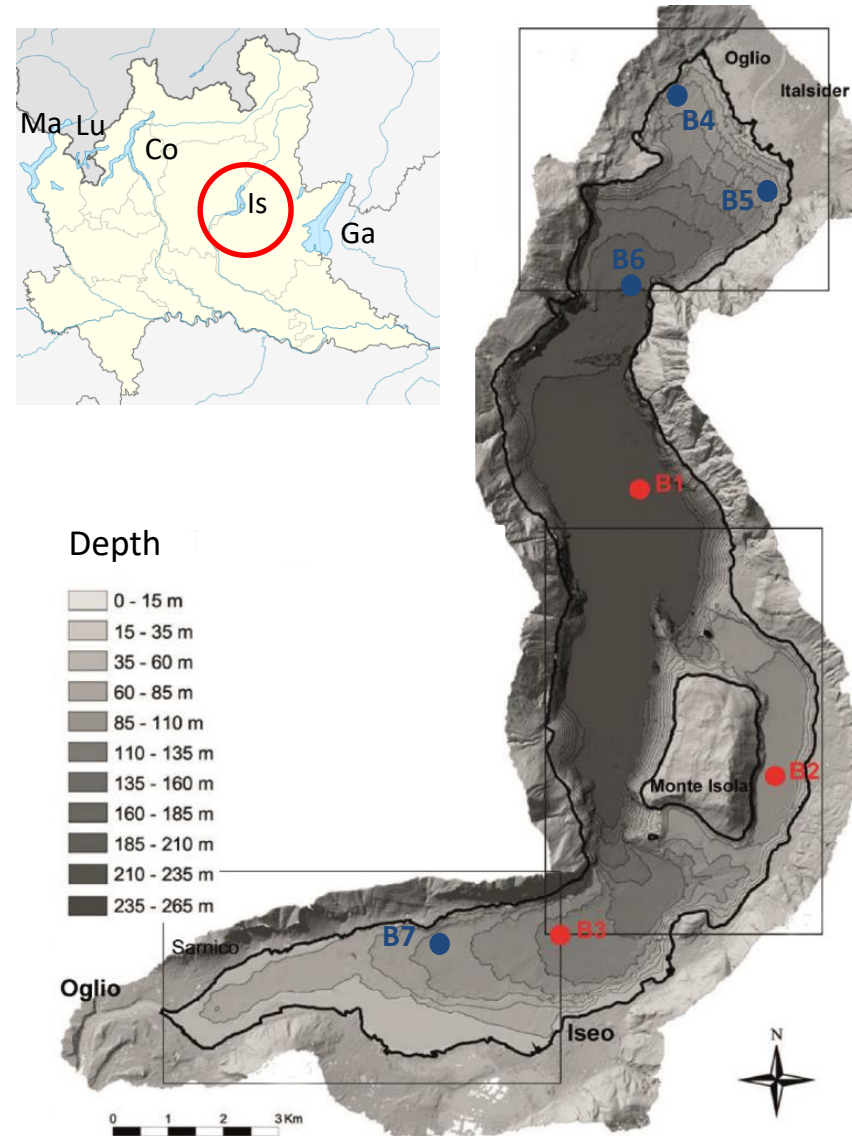 Ma
Lu
Co
Is
Ga
Oglio
Italsider
B4
B5
B6
B1
Depth
0 - 15 m
15 - 35 m
35 - 60 m
60 - 85 m
85 - 110 m
110 - 135 m
135 - 160 m
160 - 185 m
185 - 210 m
210 - 235 m
235 - 265 m
B2
Monte Isola
B7
B3
Sarnico
Oglio
Iseo
N
0 1 2 3 Km